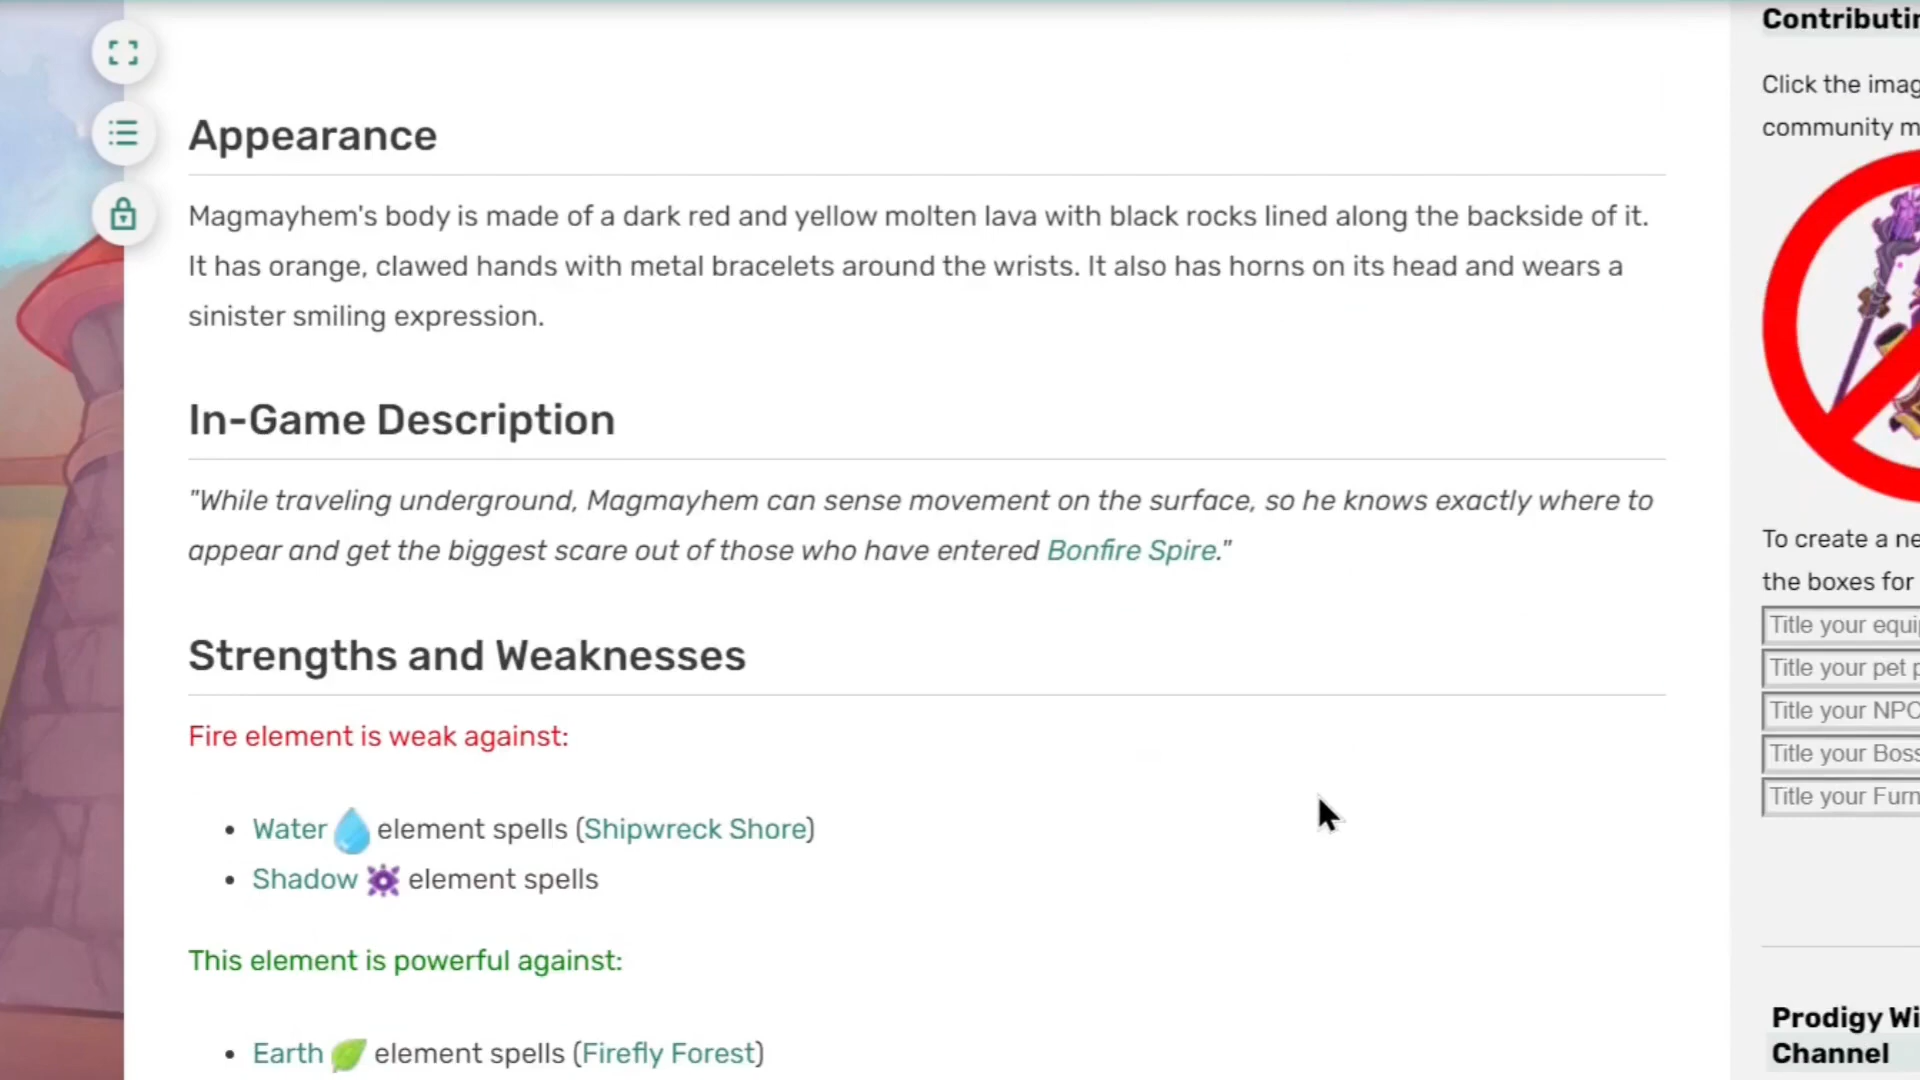 Appearance
Magmayhem's body is made of a dark red and yellow molten lava with black rocks lined along the backside of it.
It has orange, clawed hands with metal bracelets around the wrists. It also has horns on its head and wears a
sinister smiling expression.
In-Game Description
"While traveling underground, Magmayhem can sense movement on the surface, so he knows exactly where to
appear and get the biggest scare out of those who have entered Bonfire Spire."
Strengths and Weaknesses
Fire element is weak against:
Water element spells (Shipwreck Shore)
Shadow element spells
This element is powerful against:
Earth element spells (Firefly Forest)
Click the
community
To create a
the boxes for
Title your
Title your pet
Title your NPC
Title your Boss
Title your
Prodigy
Channel